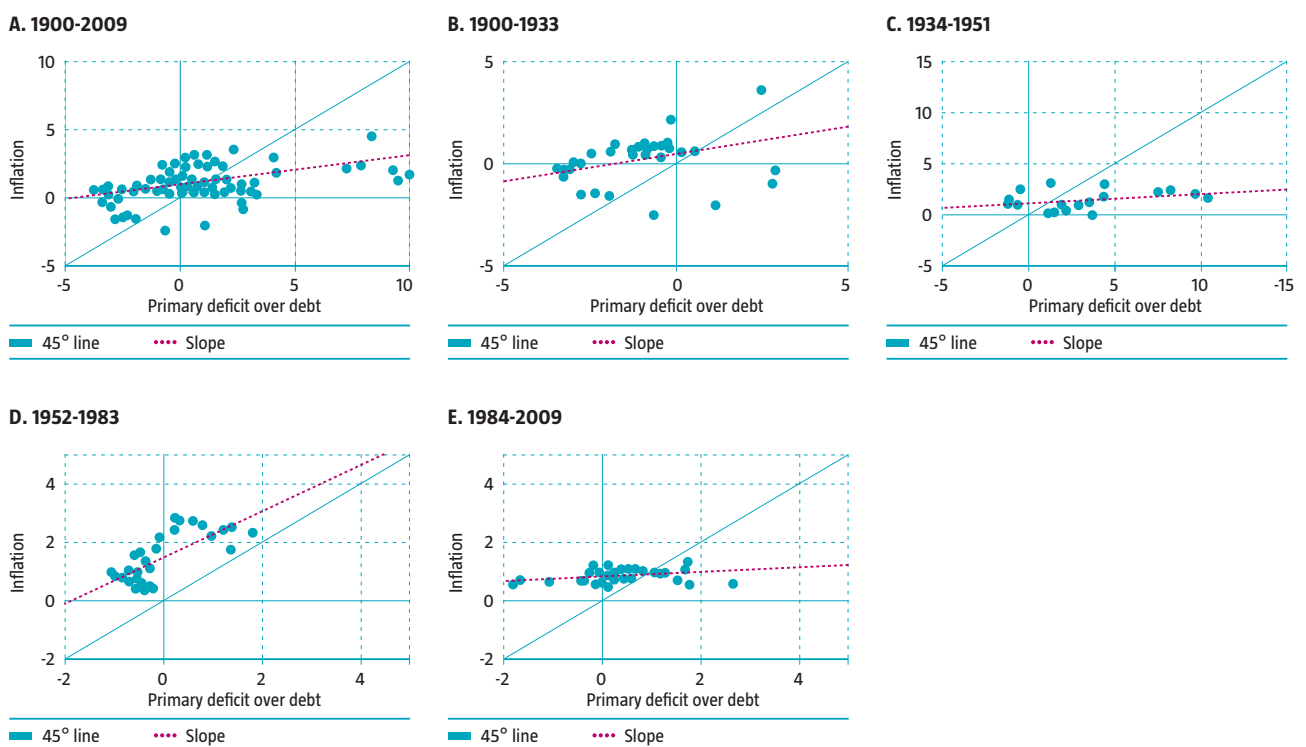 A. 1900-2009
10
5
0
-5
Inflation
-5
0
5
10
Primary deficit over debt
45° line
Slope
B. 1900-1933
5
0
-5
Inflation
-5
0
5
Primary deficit over debt
45° line
Slope
C. 1934-1951
15
10
5
0
-5
Inflation
-5
0
5
10
-15
Primary deficit over debt
45° line
Slope
D. 1952-1983
4
2
0
-2
Inflation
-2
0
2
4
Primary deficit over debt
45° line
Slope
E. 1984-2009
4
2
0
-2
Inflation
-2
0
2
4
Primary deficit over debt
45° line
Slope